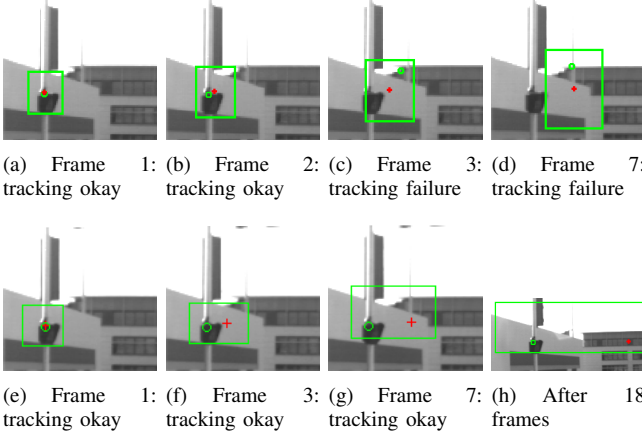 (a) Frame 1: (b) Frame 2: (c) Frame 3: (d) Frame 7:
tracking okay tracking okay tracking failure tracking failure
(e) Frame 1: (f) Frame 3: (g) Frame 7: (h) After 18
tracking okay tracking okay tracking okay frames